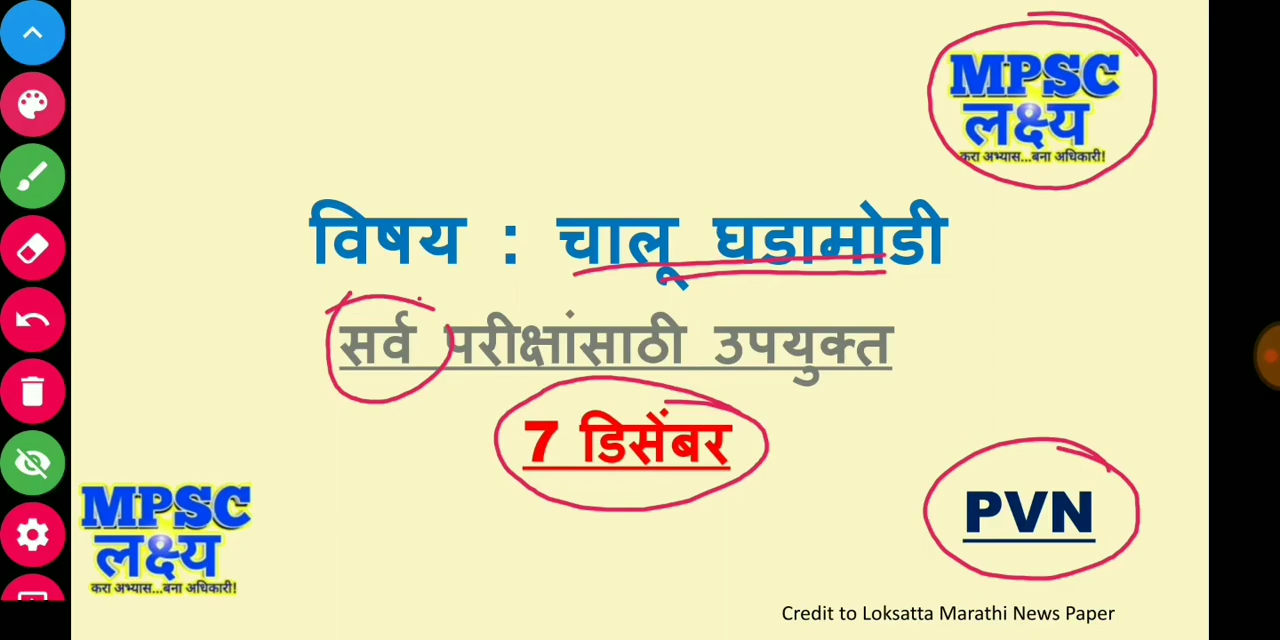 MPSC
लक्ष्य
करा अभ्यास...बना अधिकारी!
विषय : चालू घडामोडी
सर्व परीक्षांसाठी उपयुक्त
7 डिसेंबर
MPSC
लक्ष्य
करा अभ्यास...बना अधिकारी!
PVN
Credit to Loksatta Marathi News Paper